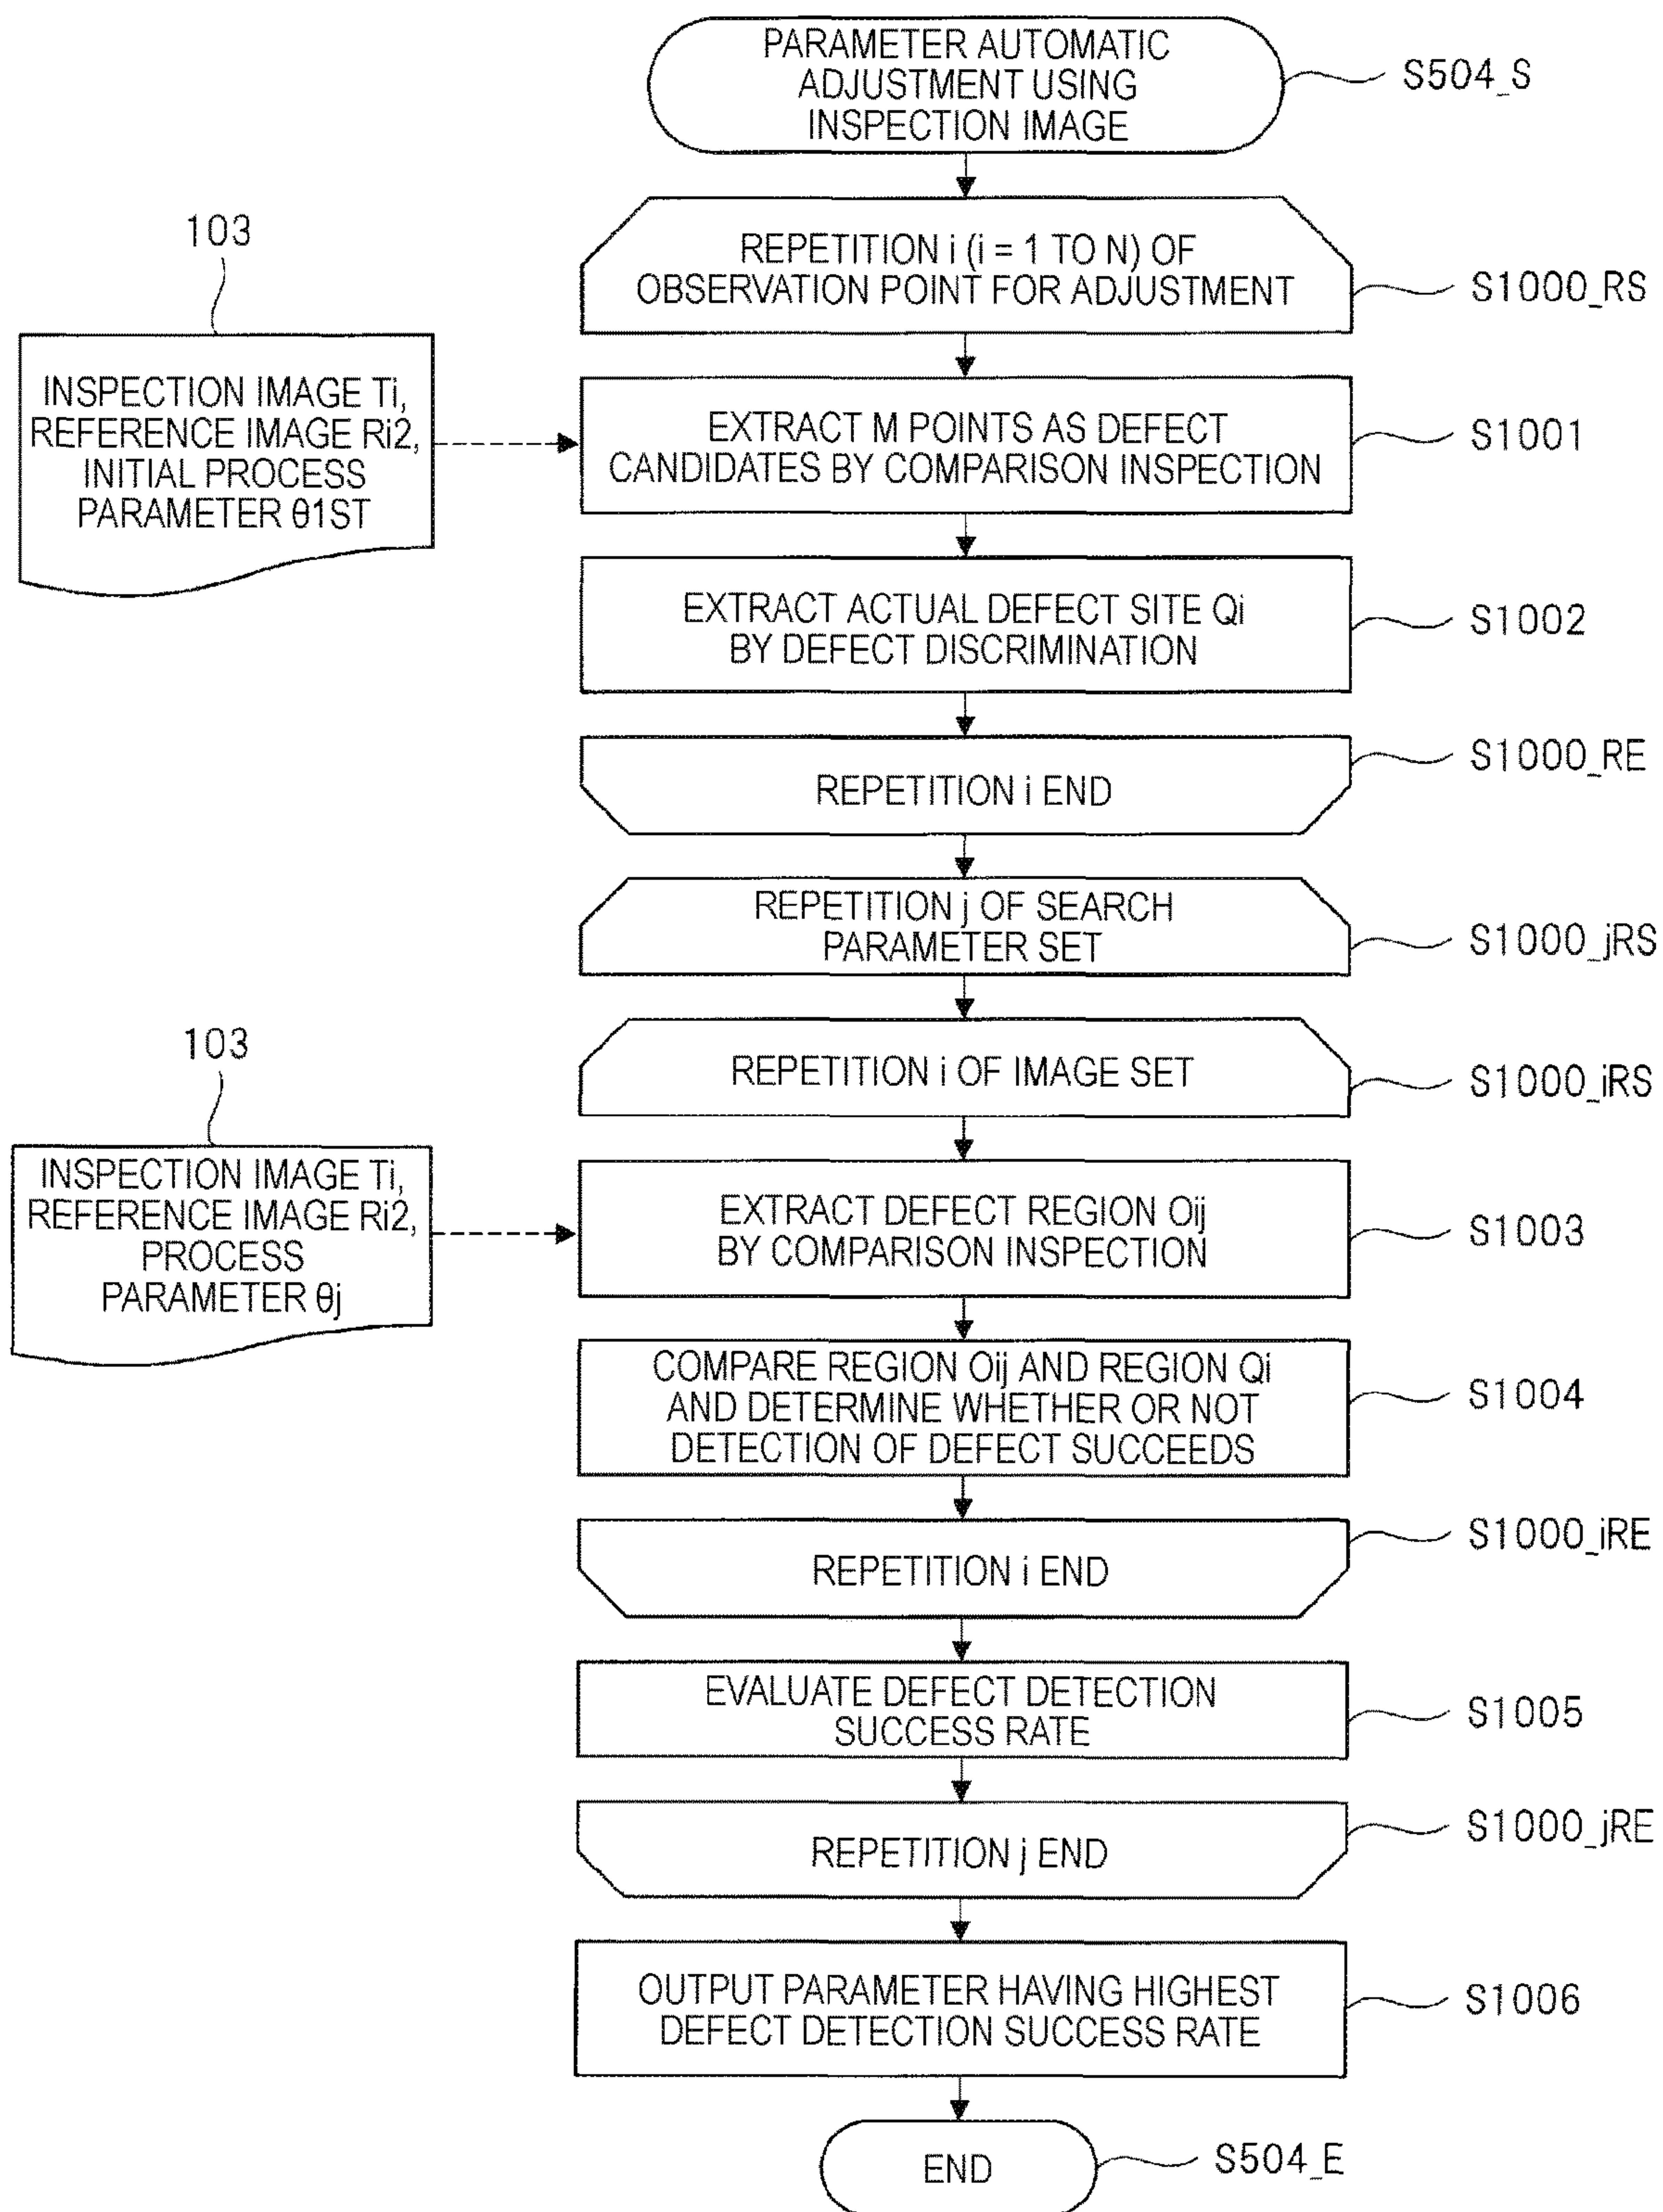 PARAMETER AUTOMATIC
ADJUSTMENT USING
INSPECTION IMAGE
S504_S
REPETITION i (i = 1 TO N) OF
OBSERVATION POINT FOR ADJUSTMENT
S1000_RS
103
INSPECTION IMAGE Ti,
REFERENCE IMAGE Ri2,
INITIAL PROCESS
PARAMETER θ1ST
EXTRACT M POINTS AS DEFECT
CANDIDATES BY COMPARISON INSPECTION
S1001
EXTRACT ACTUAL DEFECT SITE Qi
BY DEFECT DISCRIMINATION
S1002
REPETITION i END
S1000_RE
REPETITION j OF SEARCH
PARAMETER SET
S1000_jRS
REPETITION i OF IMAGE SET
S1000_iRS
103
INSPECTION IMAGE Ti,
REFERENCE IMAGE Ri2,
PROCESS
PARAMETER θj
EXTRACT DEFECT REGION Oij
BY COMPARISON INSPECTION
S1003
COMPARE REGION Oij AND REGION Qi
AND DETERMINE WHETHER OR NOT
DETECTION OF DEFECT SUCCEEDS
S1004
REPETITION i END
S1000_iRE
EVALUATE DEFECT DETECTION
SUCCESS RATE
S1005
REPETITION j END
S1000_jRE
OUTPUT PARAMETER HAVING HIGHEST
DEFECT DETECTION SUCCESS RATE
S1006
END
S504_E